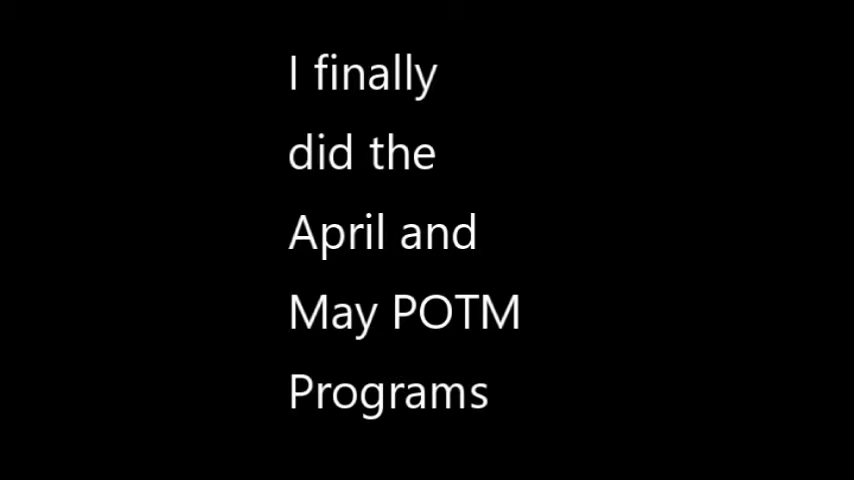 I finally
did the
April and
May POTM
Programs